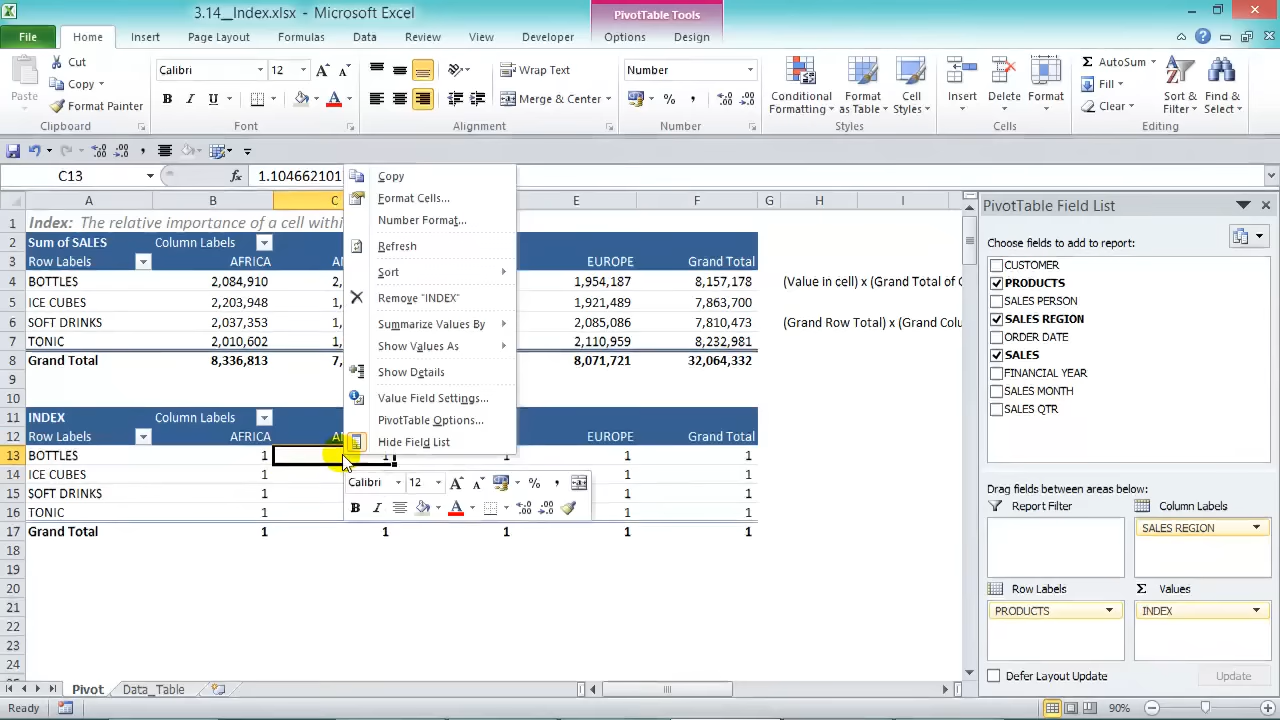 3.14__Index.xlsx - Microsoft Excel
PivotTable Tools
File Home Insert Page Layout Formulas Data Review View Developer Options Design
Paste
Cut
Copy
Format Painter
Clipboard
Calibri 12
B I U A
Font
Wrap Text
Merge & Center
Alignment
Number
% ,
Number
Conditional Formatting
Format as Table
Cell Styles
Styles
Insert
Delete
Format
Cells
Σ AutoSum
Fill
Clear
Sort & Filter
Find & Select
Editing
C13 fx 1.104662101
A B C E F G H I
1 Index: The relative importance of a cell within
2 Sum of SALES Column Labels
3 Row Labels AFRICA EUROPE Grand Total
4 BOTTLES 2,084,910 2, 1,954,187 8,157,178 (Value in cell) x (Grand Total of G
5 ICE CUBES 2,203,948 1, 1,921,489 7,863,700
6 SOFT DRINKS 2,037,353 1, 2,085,086 7,810,473 (Grand Row Total) x (Grand Colu
7 TONIC 2,010,602 1, 2,110,959 8,232,981
8 Grand Total 8,336,813 7, 8,071,721 32,064,332
9
10
11 INDEX Column Labels
12 Row Labels AFRICA EUROPE Grand Total
13 BOTTLES 1 1 1 1 1
14 ICE CUBES 1 1 1
15 SOFT DRINKS 1 1 1
16 TONIC 1 1 1
17 Grand Total 1 1 1 1 1
18
19
20
21
22
23
24
Copy
Format Cells...
Number Format...
Refresh
Sort
Remove "INDEX"
Summarize Values By
Show Values As
Show Details
Value Field Settings...
PivotTable Options...
Hide Field List
Calibri 12 A A % ,
B I A
PivotTable Field List
Choose fields to add to report:
CUSTOMER
PRODUCTS
SALES PERSON
SALES REGION
ORDER DATE
SALES
FINANCIAL YEAR
SALES MONTH
SALES QTR
Drag fields between areas below:
Report Filter
Column Labels
SALES REGION
Row Labels
Σ Values
PRODUCTS
INDEX
Defer Layout Update
Update
Pivot Data_Table
Ready
90%